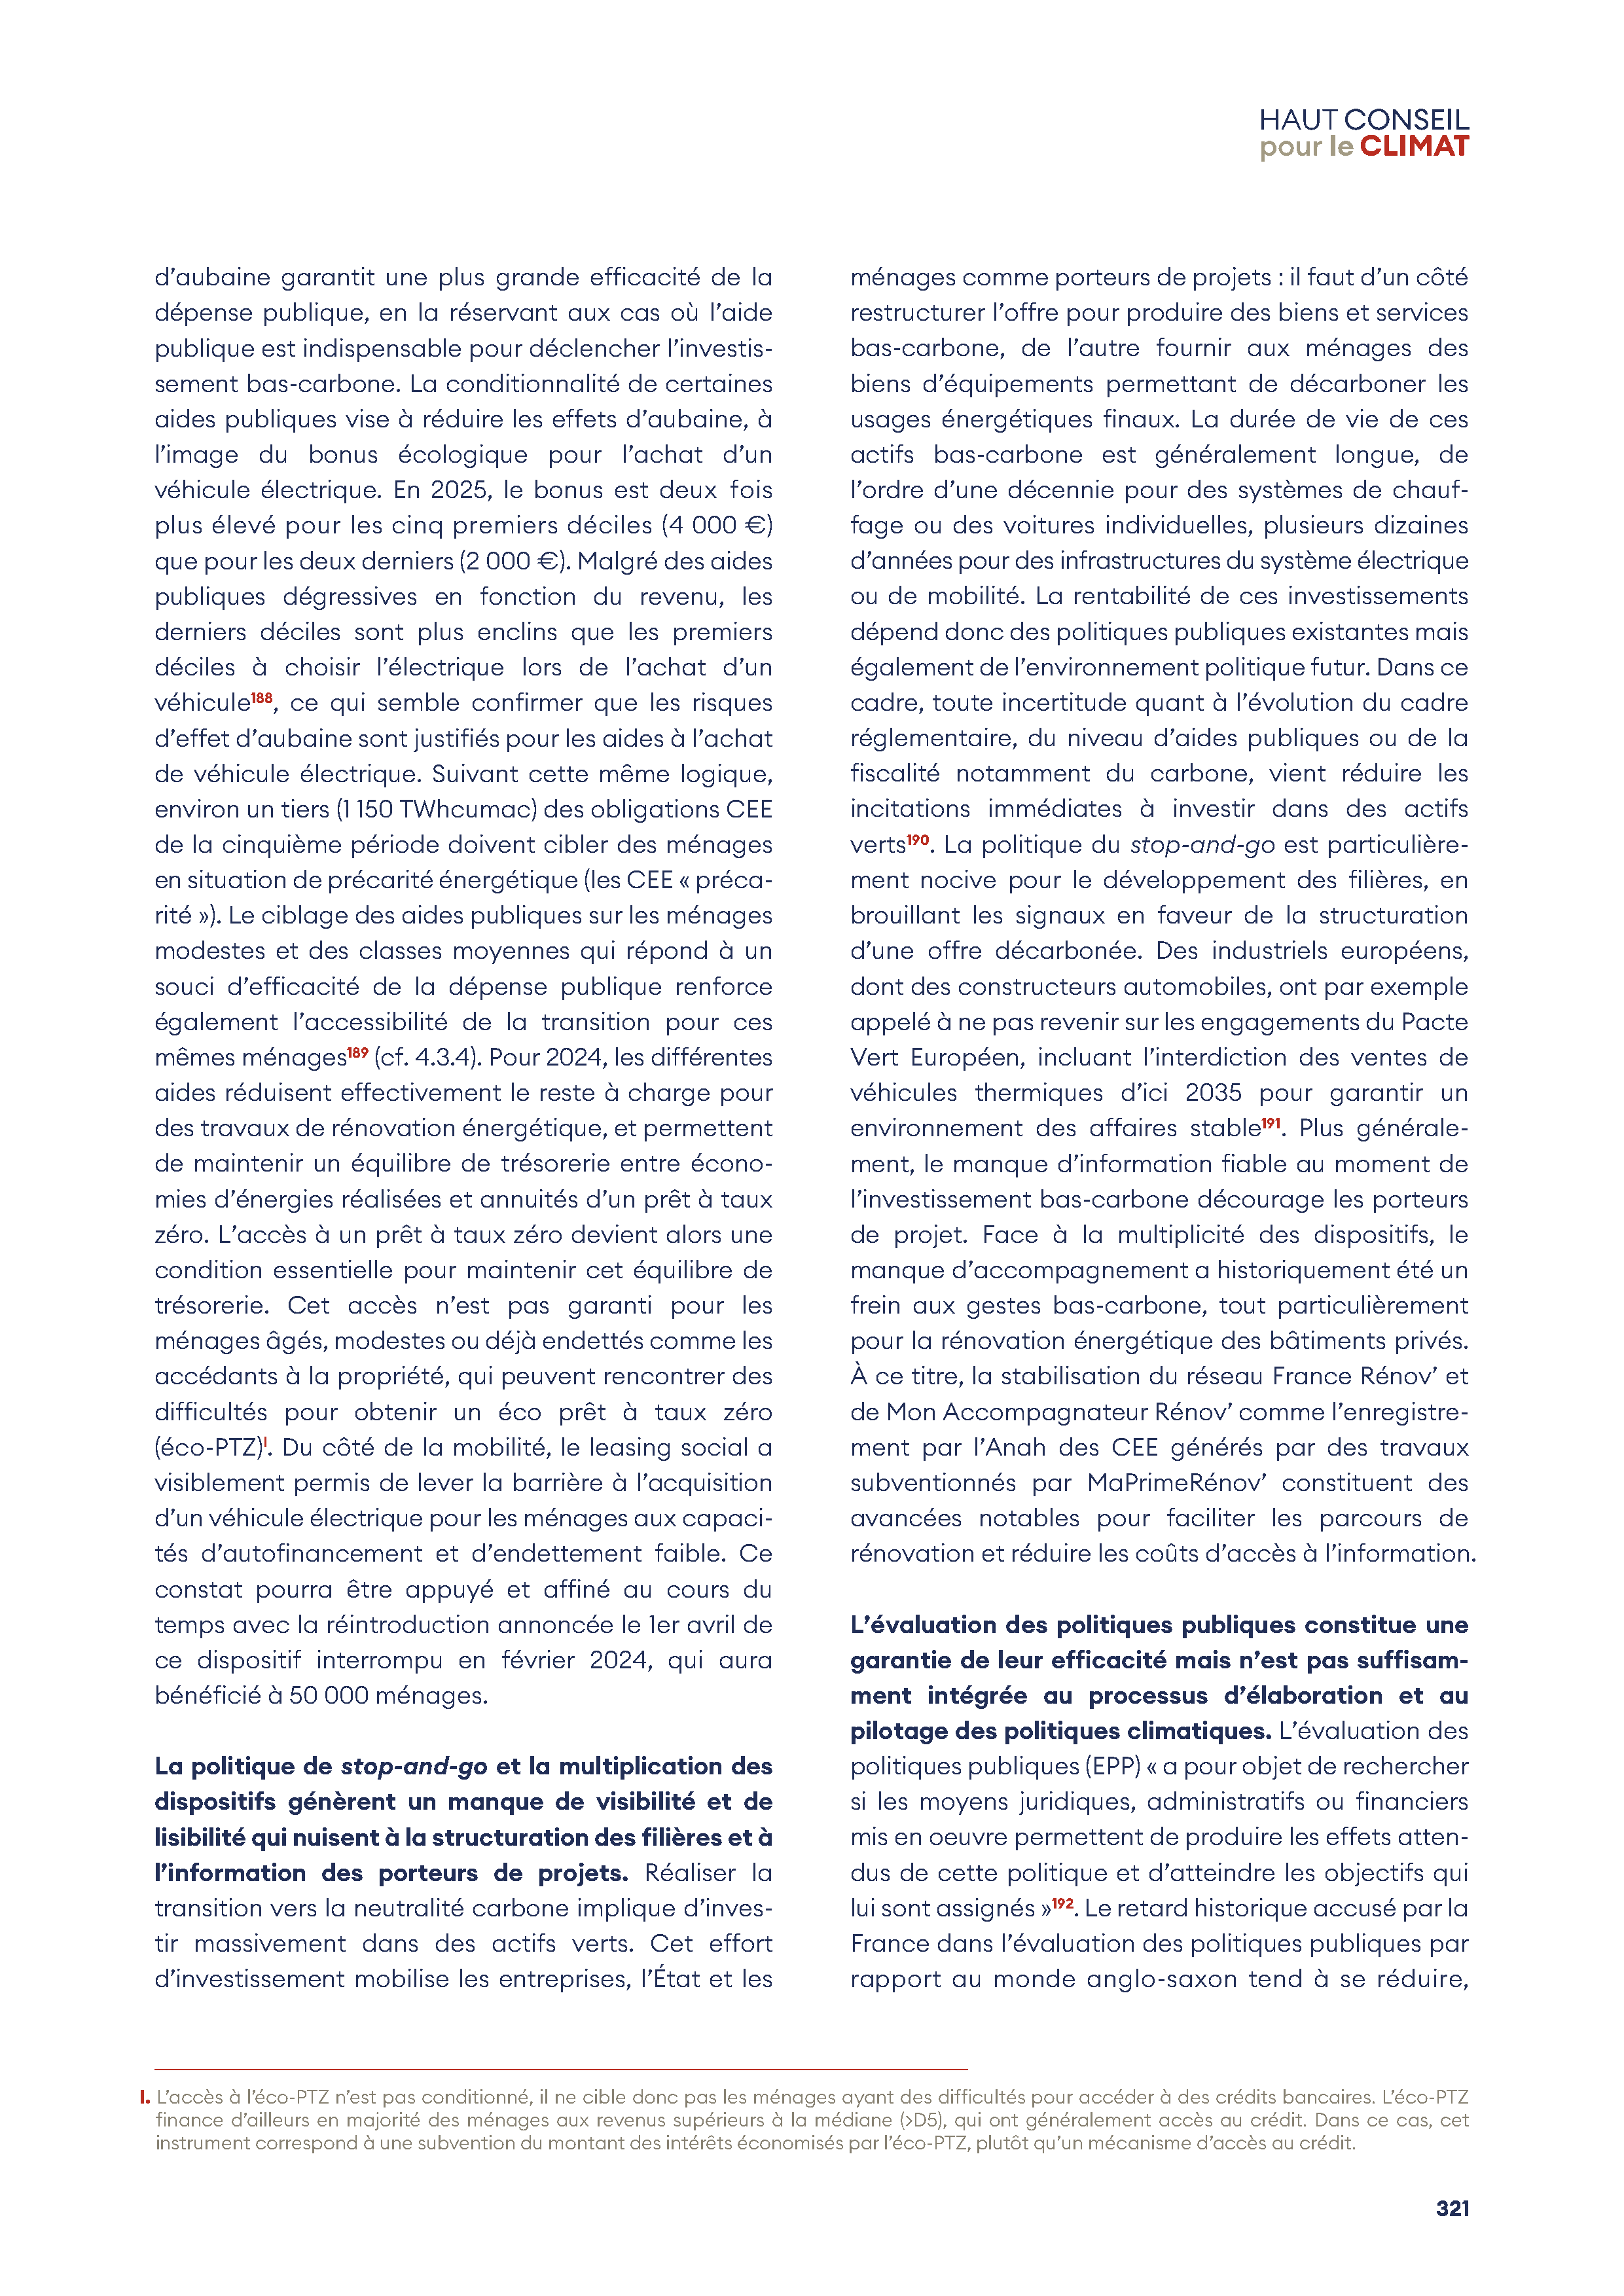 HAUT CONSEIL
pour le CLIMAT
d’aubaine garantit une plus grande efficacité de la
dépense publique, en la réservant aux cas où l’aide
publique est indispensable pour déclencher l’investis-
sement bas-carbone. La conditionnalité de certaines
aides publiques vise à réduire les effets d’aubaine, à
l’image du bonus écologique pour l’achat d’un
véhicule électrique. En 2025, le bonus est deux fois
plus élevé pour les cinq premiers déciles (4 000 €)
que pour les deux derniers (2 000 €). Malgré des aides
publiques dégressives en fonction du revenu, les
derniers déciles sont plus enclins que les premiers
déciles à choisir l’électrique lors de l’achat d’un
véhicule188, ce qui semble confirmer que les risques
d’effet d’aubaine sont justifiés pour les aides à l’achat
de véhicule électrique. Suivant cette même logique,
environ un tiers (1 150 TWhcumac) des obligations CEE
de la cinquième période doivent cibler des ménages
en situation de précarité énergétique (les CEE « préca-
rité »). Le ciblage des aides publiques sur les ménages
modestes et des classes moyennes qui répond à un
souci d’efficacité de la dépense publique renforce
également l’accessibilité de la transition pour ces
mêmes ménages189 (cf. 4.3.4). Pour 2024, les différentes
aides réduisent effectivement le reste à charge pour
des travaux de rénovation énergétique, et permettent
de maintenir un équilibre de trésorerie entre écono-
mies d’énergies réalisées et annuités d’un prêt à taux
zéro. L’accès à un prêt à taux zéro devient alors une
condition essentielle pour maintenir cet équilibre de
trésorerie. Cet accès n’est pas garanti pour les
ménages âgés, modestes ou déjà endettés comme les
accédants à la propriété, qui peuvent rencontrer des
difficultés pour obtenir un éco prêt à taux zéro
(éco-PTZ)I. Du côté de la mobilité, le leasing social a
visiblement permis de lever la barrière à l’acquisition
d’un véhicule électrique pour les ménages aux capaci-
tés d’autofinancement et d’endettement faible. Ce
constat pourra être appuyé et affiné au cours du
temps avec la réintroduction annoncée le 1er avril de
ce dispositif interrompu en février 2024, qui aura
bénéficié à 50 000 ménages.
La politique de stop-and-go et la multiplication des
dispositifs génèrent un manque de visibilité et de
lisibilité qui nuisent à la structuration des filières et à
l’information des porteurs de projets. Réaliser la
transition vers la neutralité carbone implique d’inves-
tir massivement dans des actifs verts. Cet effort
d’investissement mobilise les entreprises, l’État et les
ménages comme porteurs de projets : il faut d’un côté
restructurer l’offre pour produire des biens et services
bas-carbone, de l’autre fournir aux ménages des
biens d’équipements permettant de décarboner les
usages énergétiques finaux. La durée de vie de ces
actifs bas-carbone est généralement longue, de
l’ordre d’une décennie pour des systèmes de chauf-
fage ou des voitures individuelles, plusieurs dizaines
d’années pour des infrastructures du système électrique
ou de mobilité. La rentabilité de ces investissements
dépend donc des politiques publiques existantes mais
également de l’environnement politique futur. Dans ce
cadre, toute incertitude quant à l’évolution du cadre
réglementaire, du niveau d’aides publiques ou de la
fiscalité notamment du carbone, vient réduire les
incitations immédiates à investir dans des actifs
verts190. La politique du stop-and-go est particulière-
ment nocive pour le développement des filières, en
brouillant les signaux en faveur de la structuration
d’une offre décarbonée. Des industriels européens,
dont des constructeurs automobiles, ont par exemple
appelé à ne pas revenir sur les engagements du Pacte
Vert Européen, incluant l’interdiction des ventes de
véhicules thermiques d’ici 2035 pour garantir un
environnement des affaires stable191. Plus générale-
ment, le manque d’information fiable au moment de
l’investissement bas-carbone décourage les porteurs
de projet. Face à la multiplicité des dispositifs, le
manque d’accompagnement a historiquement été un
frein aux gestes bas-carbone, tout particulièrement
pour la rénovation énergétique des bâtiments privés.
À ce titre, la stabilisation du réseau France Rénov’ et
de Mon Accompagnateur Rénov’ comme l’enregistre-
ment par l’Anah des CEE générés par des travaux
subventionnés par MaPrimeRénov’ constituent des
avancées notables pour faciliter les parcours de
rénovation et réduire les coûts d’accès à l’information.
L’évaluation des politiques publiques constitue une
garantie de leur efficacité mais n’est pas suffisam-
ment intégrée au processus d’élaboration et au
pilotage des politiques climatiques. L’évaluation des
politiques publiques (EPP) « a pour objet de rechercher
si les moyens juridiques, administratifs ou financiers
mis en oeuvre permettent de produire les effets atten-
dus de cette politique et d’atteindre les objectifs qui
lui sont assignés »192. Le retard historique accusé par la
France dans l’évaluation des politiques publiques par
rapport au monde anglo-saxon tend à se réduire,
I. L’accès à l’éco-PTZ n’est pas conditionné, il ne cible donc pas les ménages ayant des difficultés pour accéder à des crédits bancaires. L’éco-PTZ
finance d’ailleurs en majorité des ménages aux revenus supérieurs à la médiane (>D5), qui ont généralement accès au crédit. Dans ce cas, cet
instrument correspond à une subvention du montant des intérêts économisés par l’éco-PTZ, plutôt qu’un mécanisme d’accès au crédit.
321